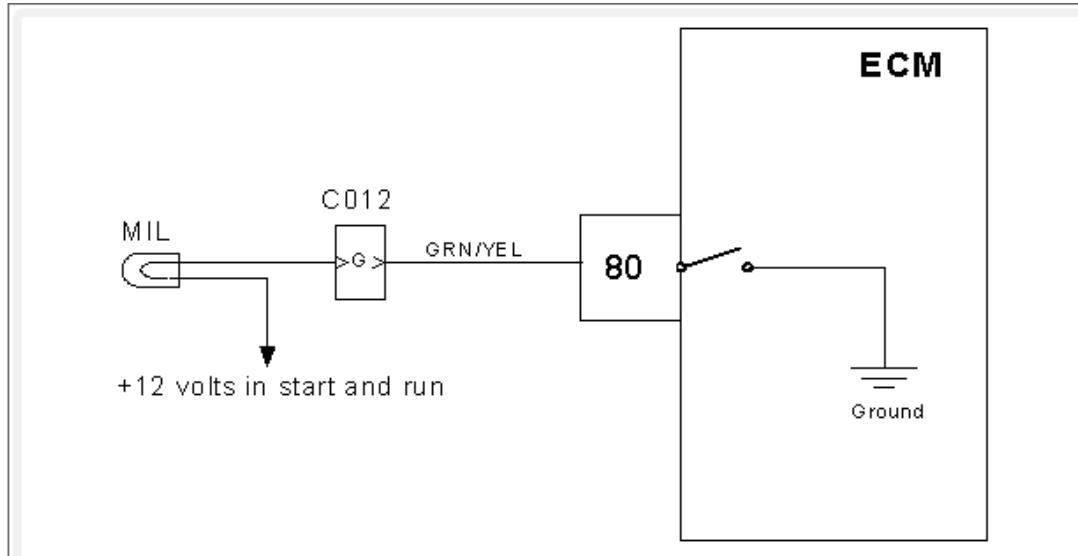 ECM
C012
MIL
>G>
GRN/YEL
80
+12 volts in start and run
Ground